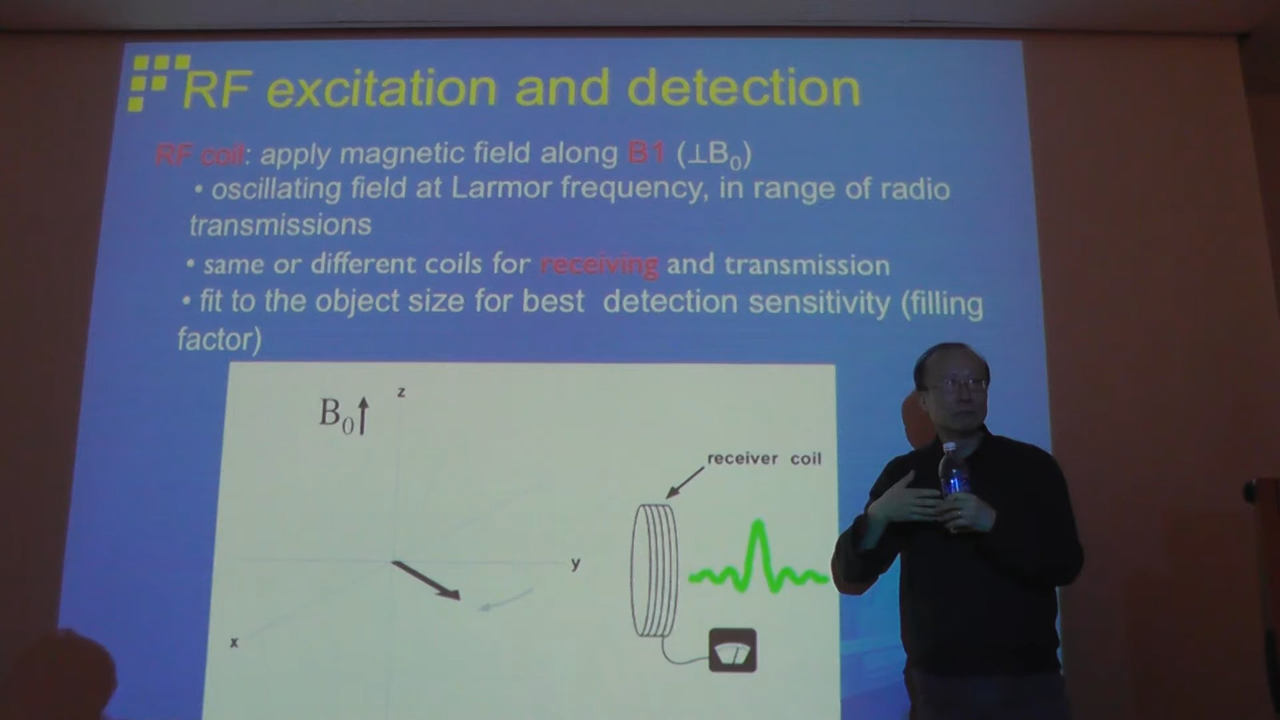 RF excitation and detection
RF coil: apply magnetic field along B1 (⊥B₀)
• oscillating field at Larmor frequency, in range of radio
transmissions
• same or different coils for receiving and transmission
• fit to the object size for best detection sensitivity (filling
factor)
B₀↑
z
receiver coil
y
x